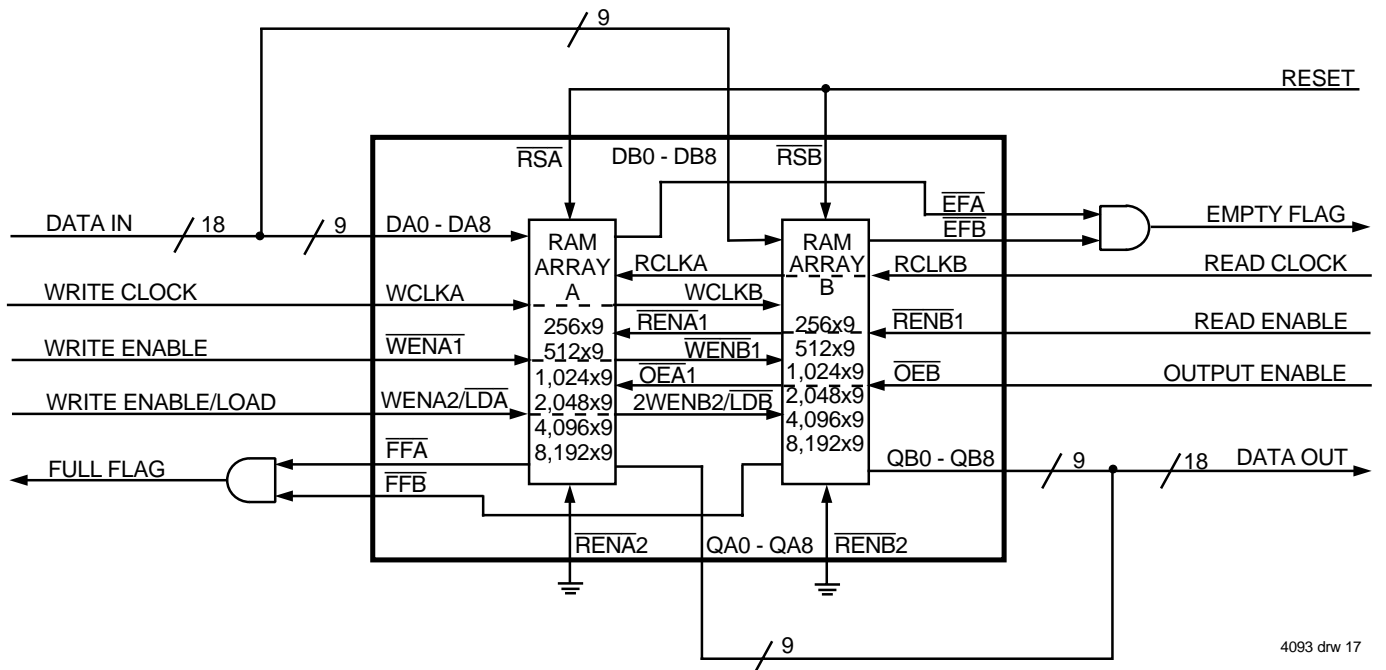 9
RESET
RSA
DB0 - DB8
RSB
DATA IN
18
9
DA0 - DA8
RAM
ARRAY
A
RAM
ARRAY
B
EFA
EFB
EMPTY FLAG
RCLKA
RCLKB
READ CLOCK
WRITE CLOCK
WCLKA
WCLKB
256x9
512x9
1,024x9
2,048x9
4,096x9
8,192x9
256x9
512x9
1,024x9
2,048x9
4,096x9
8,192x9
RENA1
RENB1
READ ENABLE
WRITE ENABLE
WENA1
WENB1
OEA1
OEB
OUTPUT ENABLE
WRITE ENABLE/LOAD
WENA2/LDA
2WENB2/LDB
FULL FLAG
FFA
FFB
QB0 - QB8
9
18
DATA OUT
RENA2
QA0 - QA8
RENB2
9
4093 drw 17